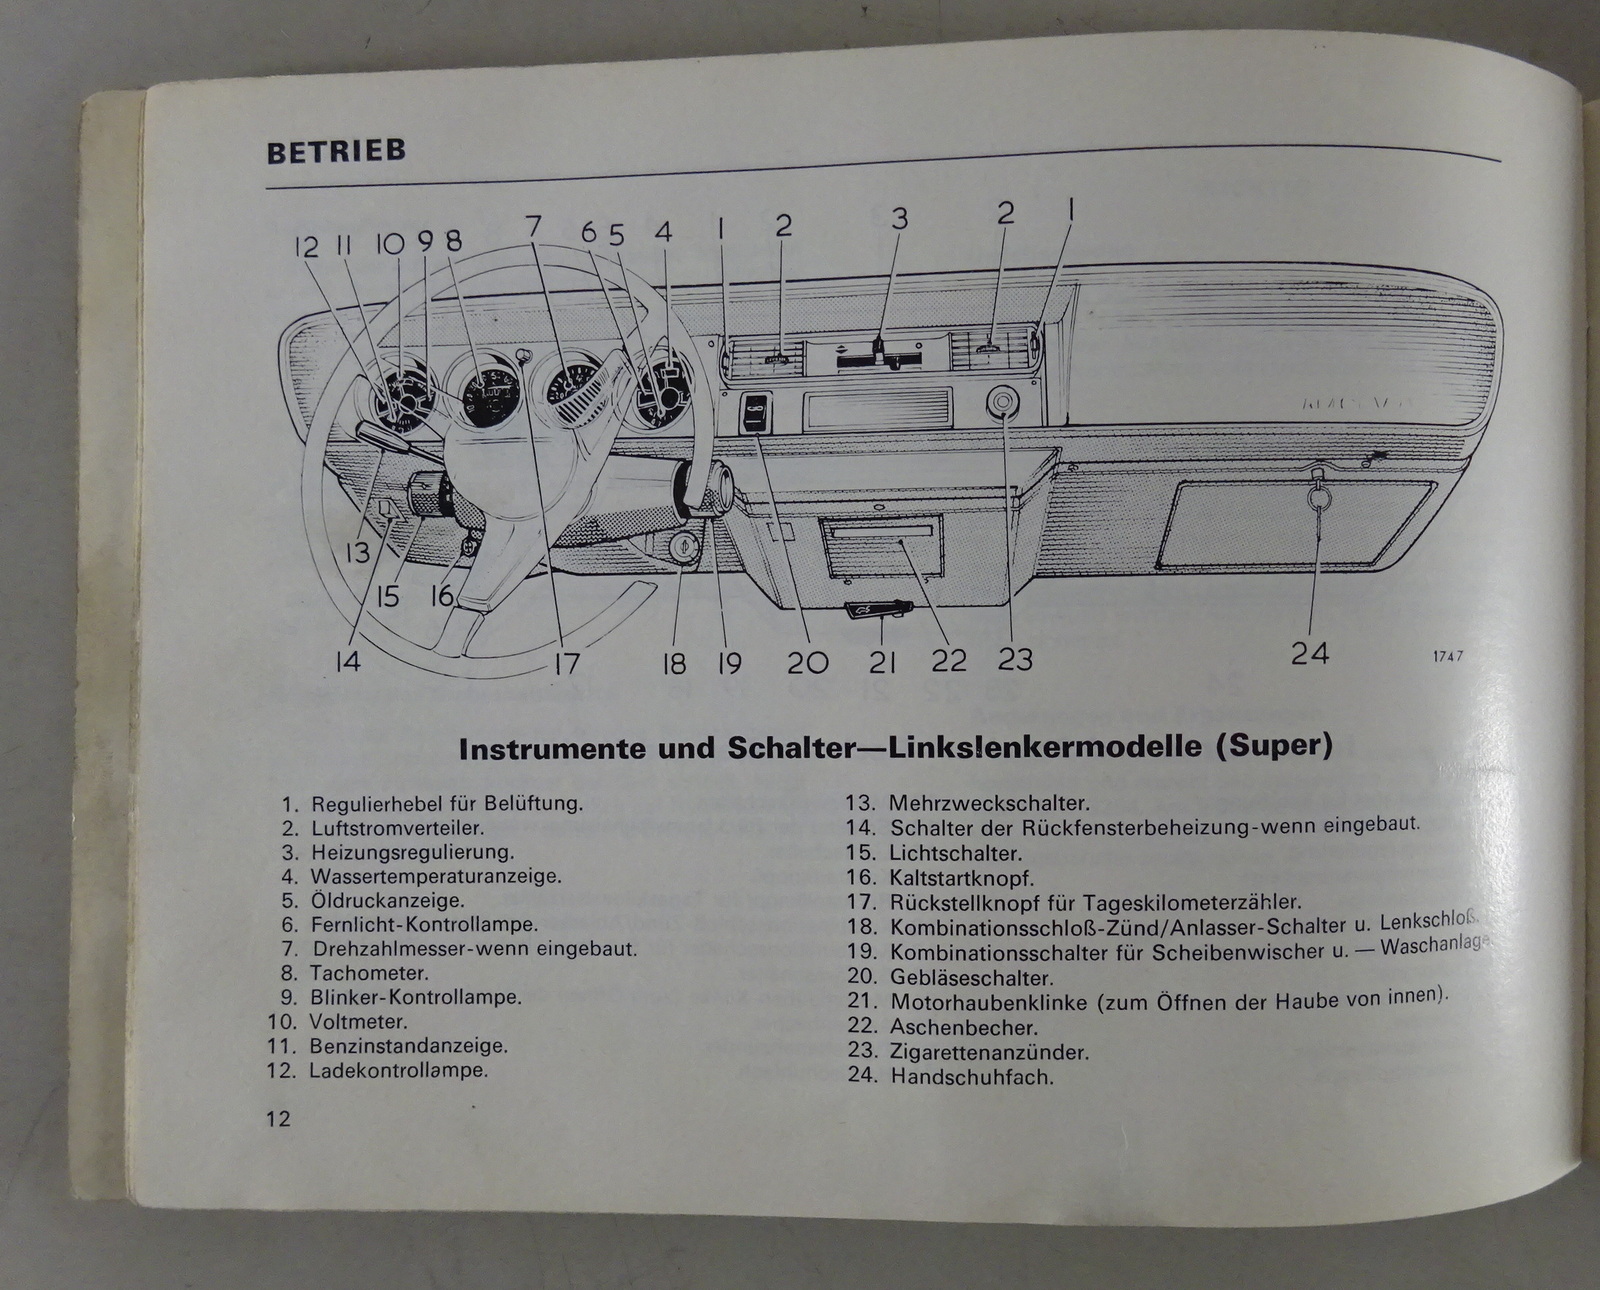 BETRIEB
12 11 10 9 8 7 6 5 4 1 2 3 2 1
13
15 16
14 17 18 19 20 21 22 23 24 1747
Instrumente und Schalter—Linkslenkermodelle (Super)
1. Regulierhebel für Belüftung.
2. Luftstromverteiler.
3. Heizungsregulierung.
4. Wassertemperaturanzeige.
5. Öldruckanzeige.
6. Fernlicht-Kontrollampe.
7. Drehzahlmesser-wenn eingebaut.
8. Tachometer.
9. Blinker-Kontrollampe.
10. Voltmeter.
11. Benzinstandanzeige.
12. Ladekontrollampe.
13. Mehrzweckschalter.
14. Schalter der Rückfensterbeheizung-wenn eingebaut.
15. Lichtschalter.
16. Kaltstartknopf.
17. Rückstellknopf für Tageskilometerzähler.
18. Kombinationsschloß-Zünd/Anlasser-Schalter u. Lenkschloß.
19. Kombinationsschalter für Scheibenwischer u. — Waschanlage
20. Gebläseschalter.
21. Motorhaubenklinke (zum Öffnen der Haube von innen).
22. Aschenbecher.
23. Zigarettenanzünder.
24. Handschuhfach.
12